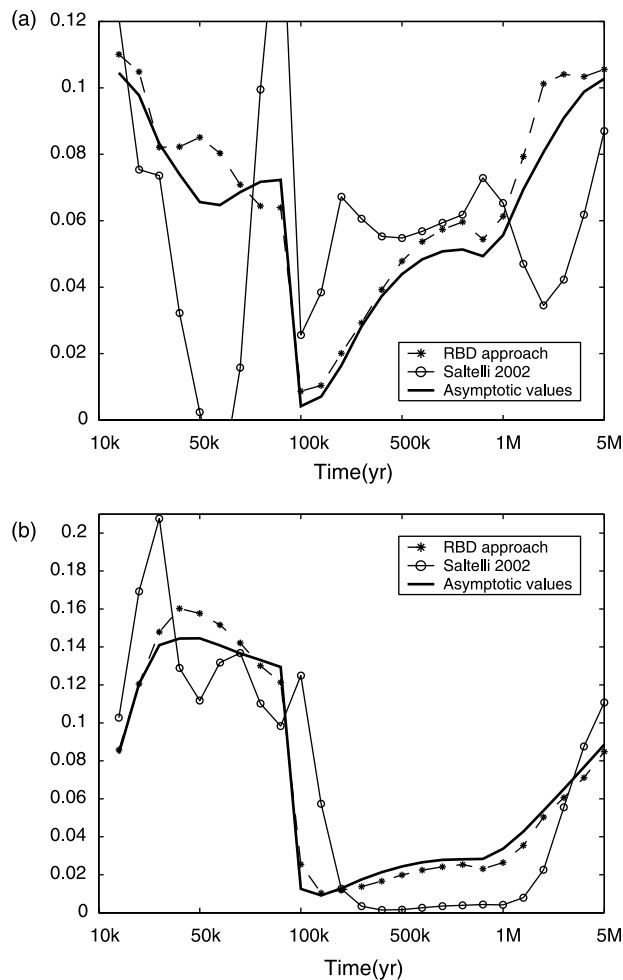 (a)
0.12
0.1
0.08
0.06
0.04
0.02
0
RBD approach
Saltelli 2002
Asymptotic values
10k 50k 100k 500k 1M 5M
Time(yr)
(b)
0.2
0.18
0.16
0.14
0.12
0.1
0.08
0.06
0.04
0.02
0
RBD approach
Saltelli 2002
Asymptotic values
10k 50k 100k 500k 1M 5M
Time(yr)